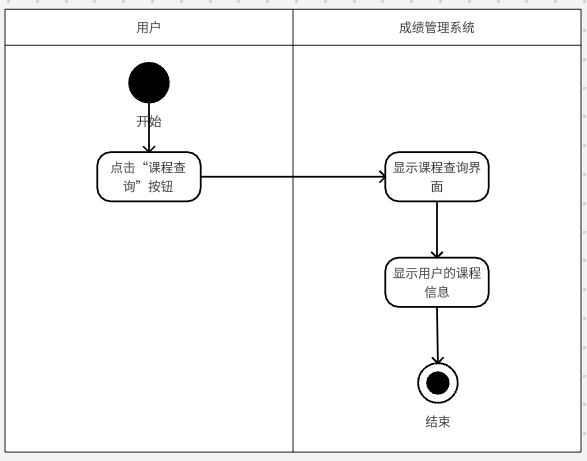 用户
成绩管理系统
开始
点击“课程查
询”按钮
显示课程查询界
面
显示用户的课程
信息
结束